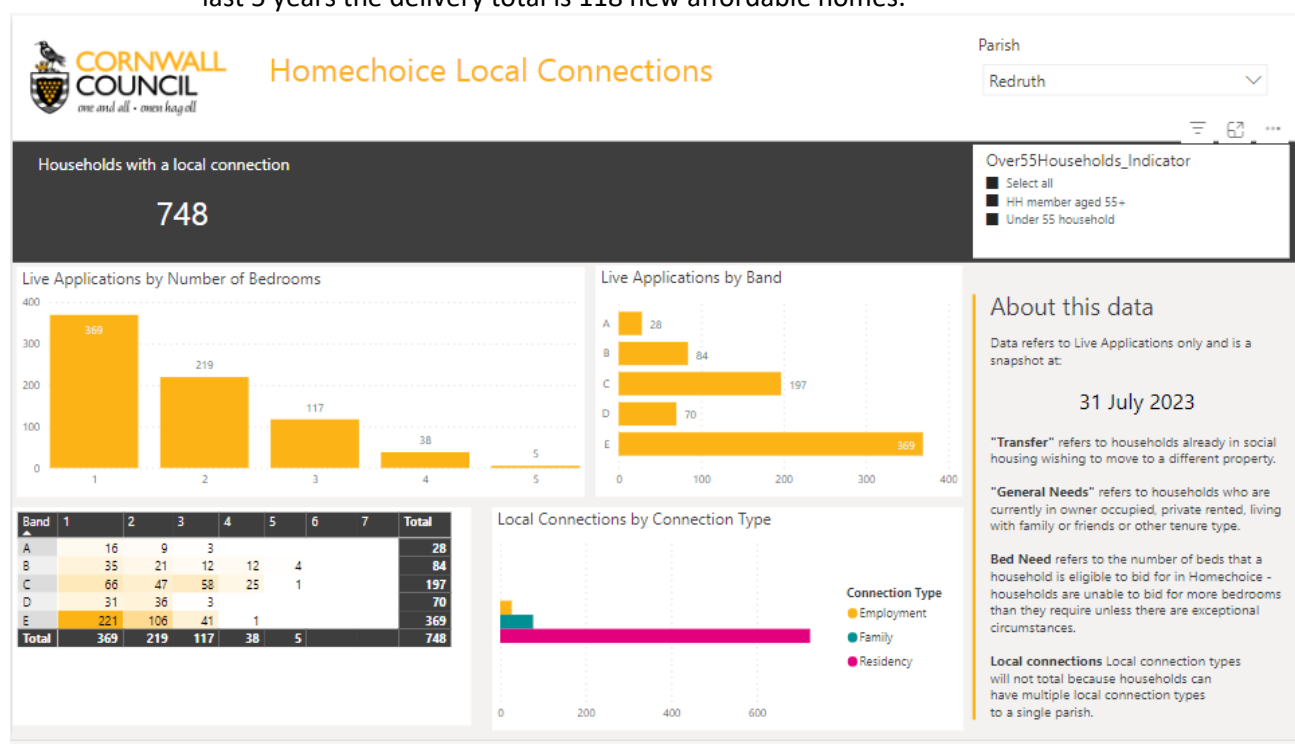 last 5 years the delivery total is 118 new affordable homes.
CORNWALL
COUNCIL
one and all • onen hag oll
Homechoice Local Connections
Parish
Redruth
Households with a local connection
748
Over55Households_Indicator
Select all
HH member aged 55+
Under 55 household
Live Applications by Number of Bedrooms
400
300
200
100
0
369
219
117
38
5
1 2 3 4 5
Live Applications by Band
A 28
B 84
C 197
D 70
E 369
0 100 200 300 400
Band 1 2 3 4 5 6 7 Total
A 16 9 3 28
B 35 21 12 12 4 84
C 66 47 58 25 1 197
D 31 36 3 70
E 221 106 41 1 369
Total 369 219 117 38 5 748
Local Connections by Connection Type
0 200 400 600
Connection Type
Employment
Family
Residency
About this data
Data refers to Live Applications only and is a
snapshot at:
31 July 2023
"Transfer" refers to households already in social
housing wishing to move to a different property.
"General Needs" refers to households who are
currently in owner occupied, private rented, living
with family or friends or other tenure type.
Bed Need refers to the number of beds that a
household is eligible to bid for in Homechoice -
households are unable to bid for more bedrooms
than they require unless there are exceptional
circumstances.
Local connections Local connection types
will not total because households can
have multiple local connection types
to a single parish.